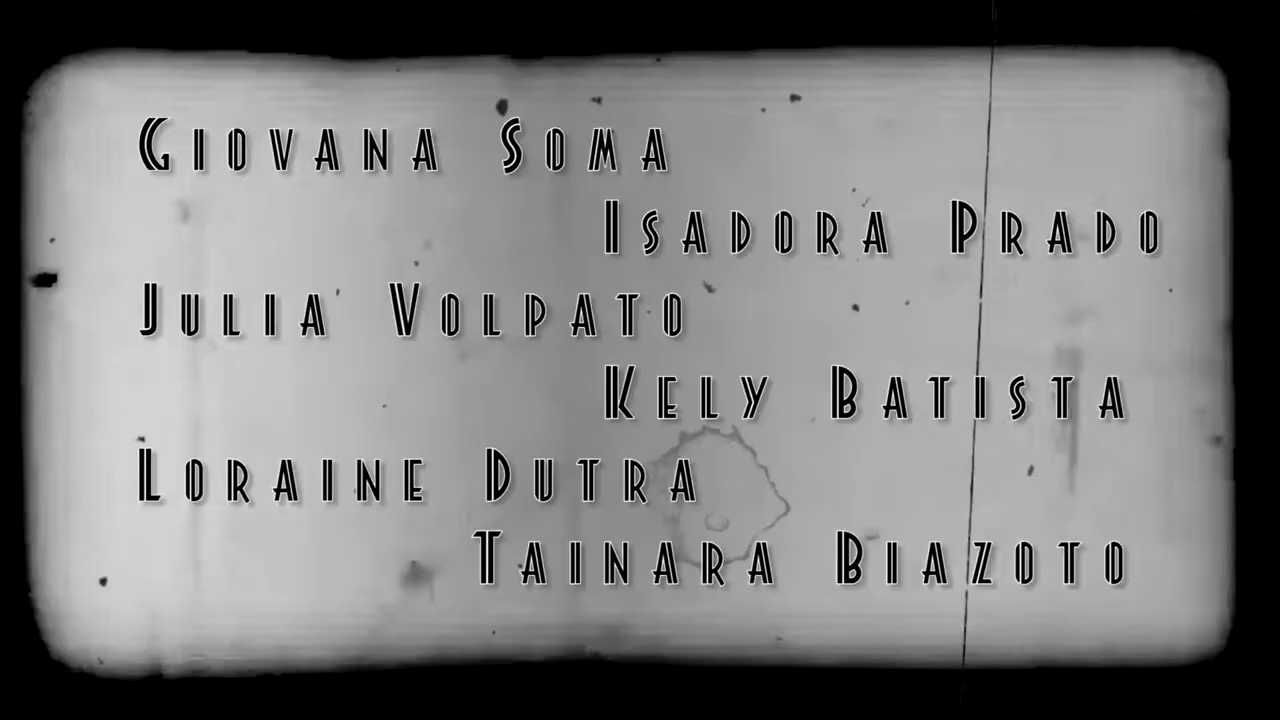 Giovana Soma
Isadora Prado
Julia Volpato
Kely Batista
Loraine Dutra
Tainara Biazoto